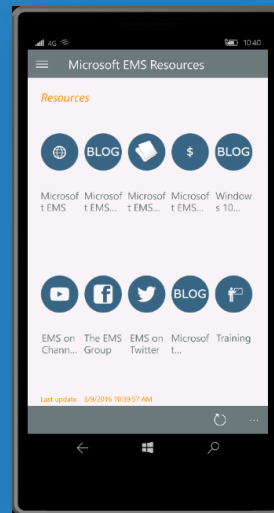 4G 10:40
Microsoft EMS Resources
Resources
BLOG $ BLOG
Microsof Microsof Microsof Microsof Window
t EMS t EMS... t EMS... t EMS... s 10...
BLOG
EMS on The EMS EMS on Microsof Training
Chann... Group Twitter t...
Last update 3/9/2016 10:39:57 AM
...